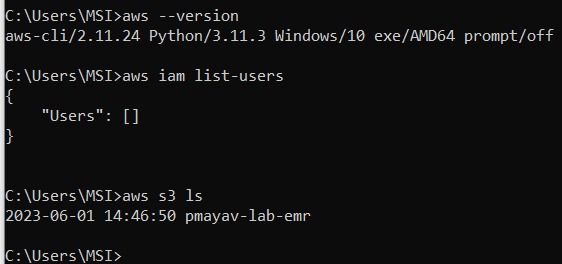 C:\Users\MSI>aws --version
aws-cli/2.11.24 Python/3.11.3 Windows/10 exe/AMD64 prompt/off
C:\Users\MSI>aws iam list-users
{
    "Users": []
}
C:\Users\MSI>aws s3 ls
2023-06-01 14:46:50 pmayav-lab-emr
C:\Users\MSI>